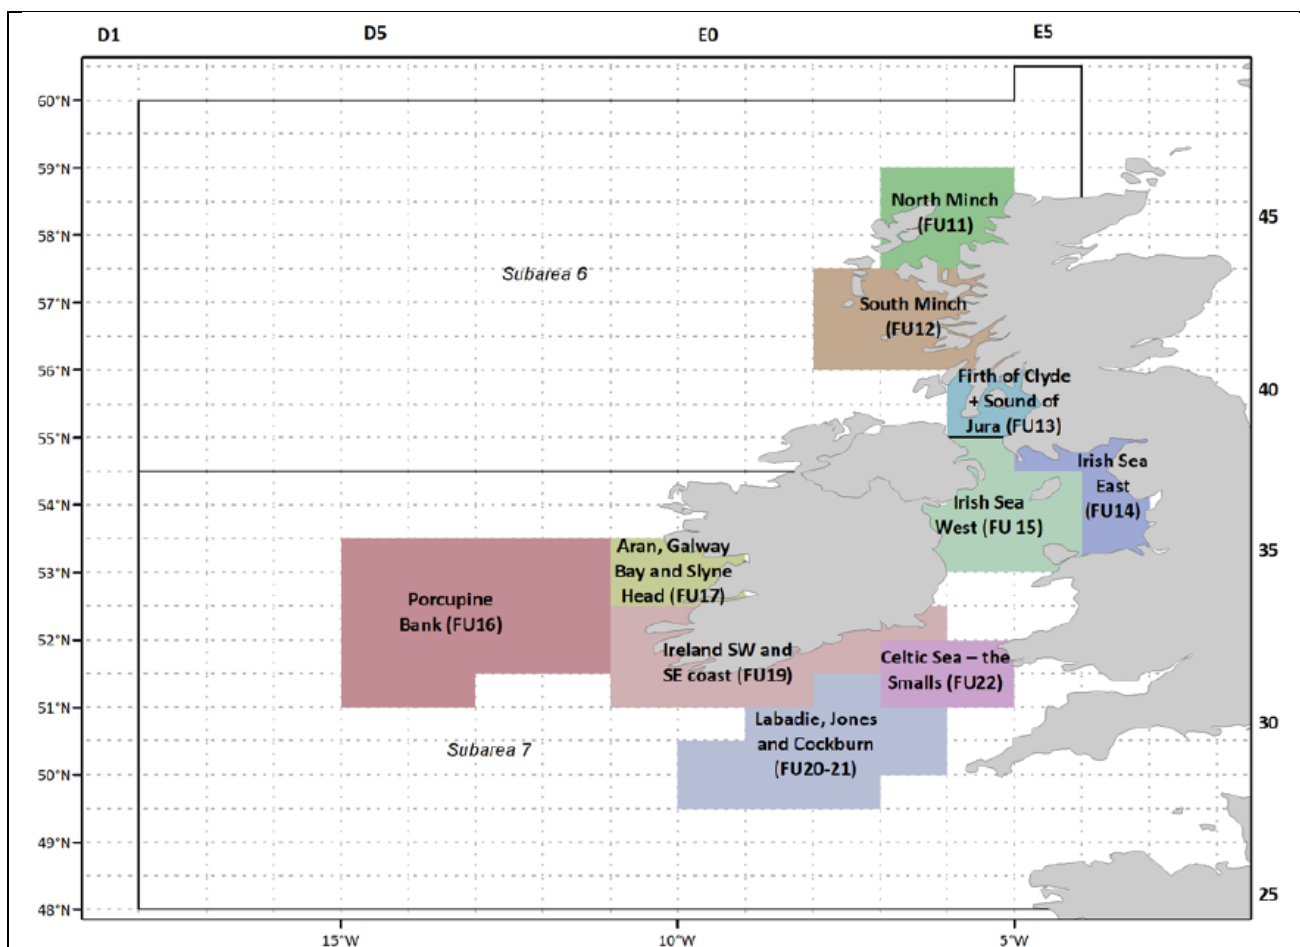 D1 D5 E0 E5
60°N
59°N
North Minch
(FU11)
45
58°N
Subarea 6
57°N
South Minch
(FU12)
56°N
Firth of Clyde
+ Sound of
Jura (FU13)
40
55°N
Irish Sea
East
(FU14)
54°N
Irish Sea
West (FU 15)
35
Aran, Galway
Bay and Slyne
Head (FU17)
53°N
Porcupine
Bank (FU16)
52°N
Ireland SW and
SE coast (FU19)
Celtic Sea – the
Smalls (FU22)
51°N
30
Labadie, Jones
and Cockburn
(FU20-21)
Subarea 7
50°N
49°N
25
48°N
15°W 10°W 5°W